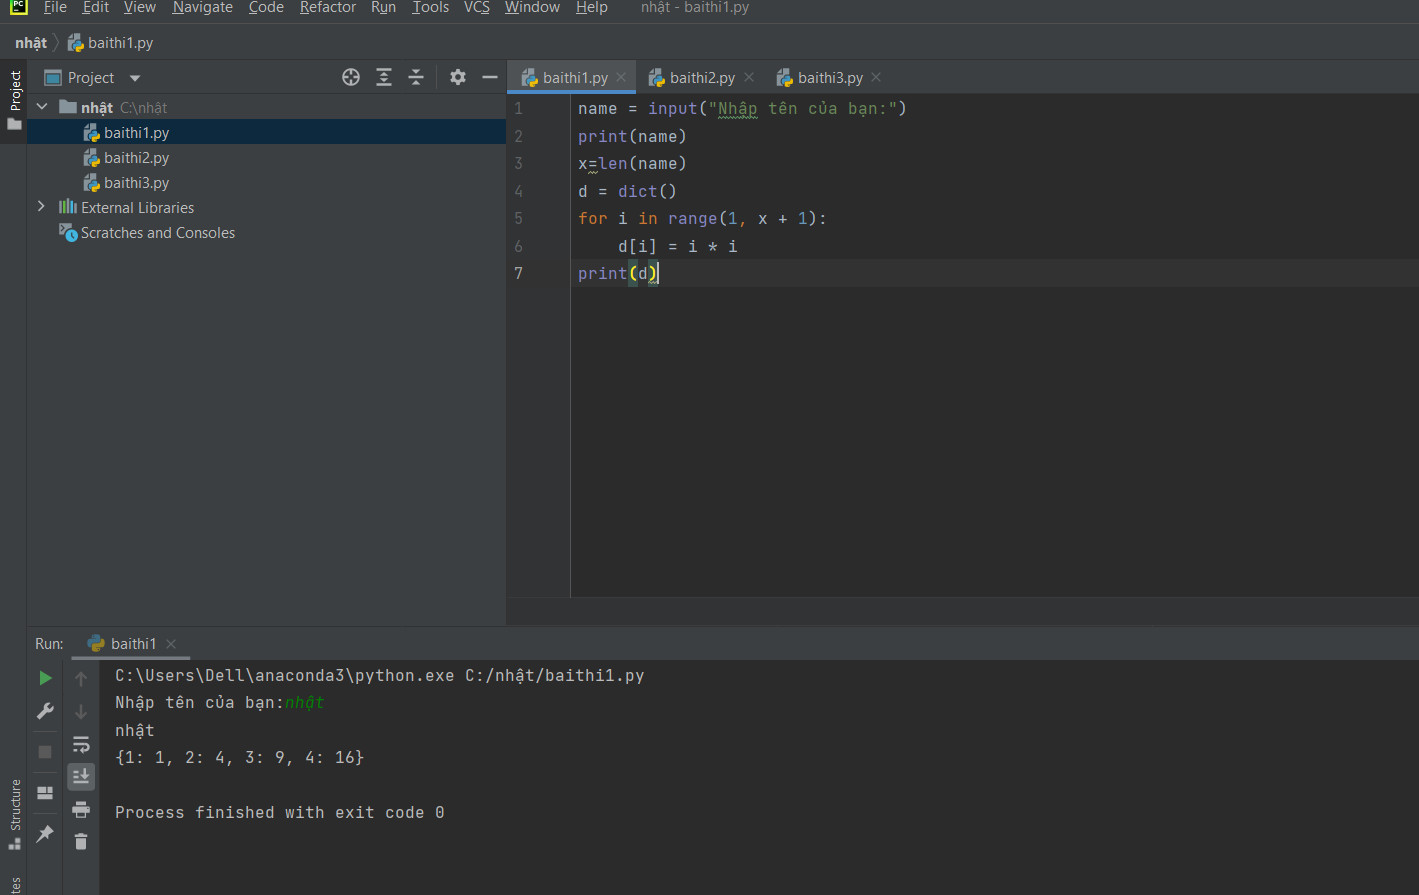 PC File Edit View Navigate Code Refactor Run Tools VCS Window Help nhật - baithi1.py
nhật baithi1.py
Project
Project baithi1.py baithi2.py baithi3.py
nhật C:\nhật
baithi1.py
baithi2.py
baithi3.py
External Libraries
Scratches and Consoles
1 name = input("Nhập tên của bạn:")
2 print(name)
3 x=len(name)
4 d = dict()
5 for i in range(1, x + 1):
6 d[i] = i * i
7 print(d)
Run: baithi1
C:\Users\Dell\anaconda3\python.exe C:/nhật/baithi1.py
Nhập tên của bạn:nhật
nhật
{1: 1, 2: 4, 3: 9, 4: 16}
Process finished with exit code 0
Structure